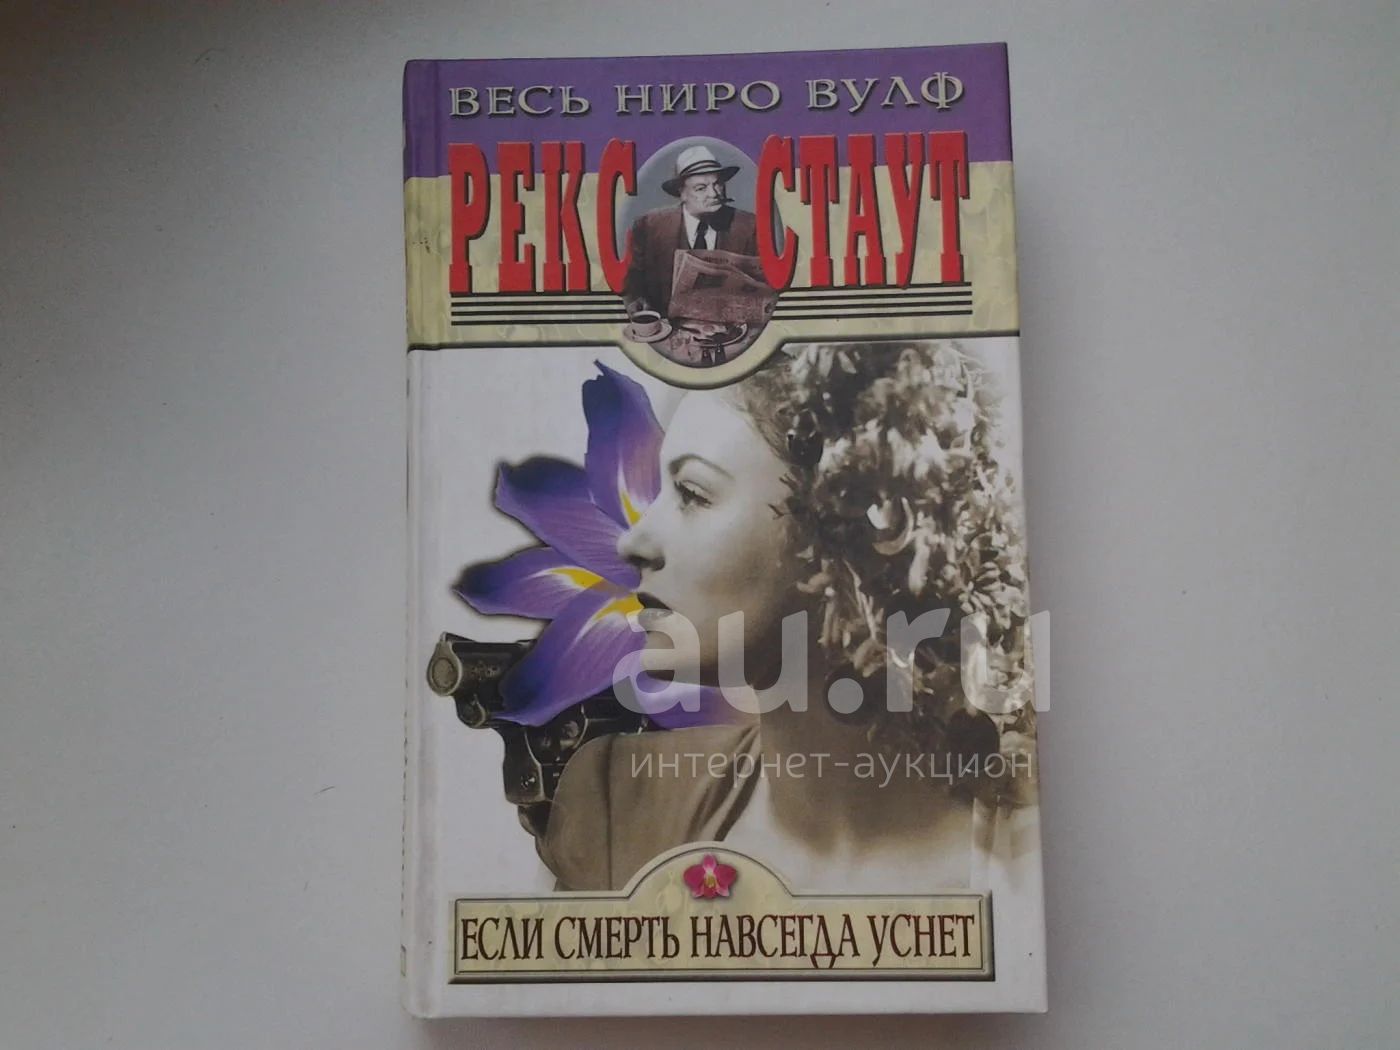 ВЕСЬ НИРО ВУЛФ
РЕКС СТАУТ
au.ru
интернет-аукцион
ЕСЛИ СМЕРТЬ НАВСЕГДА УСНЕТ